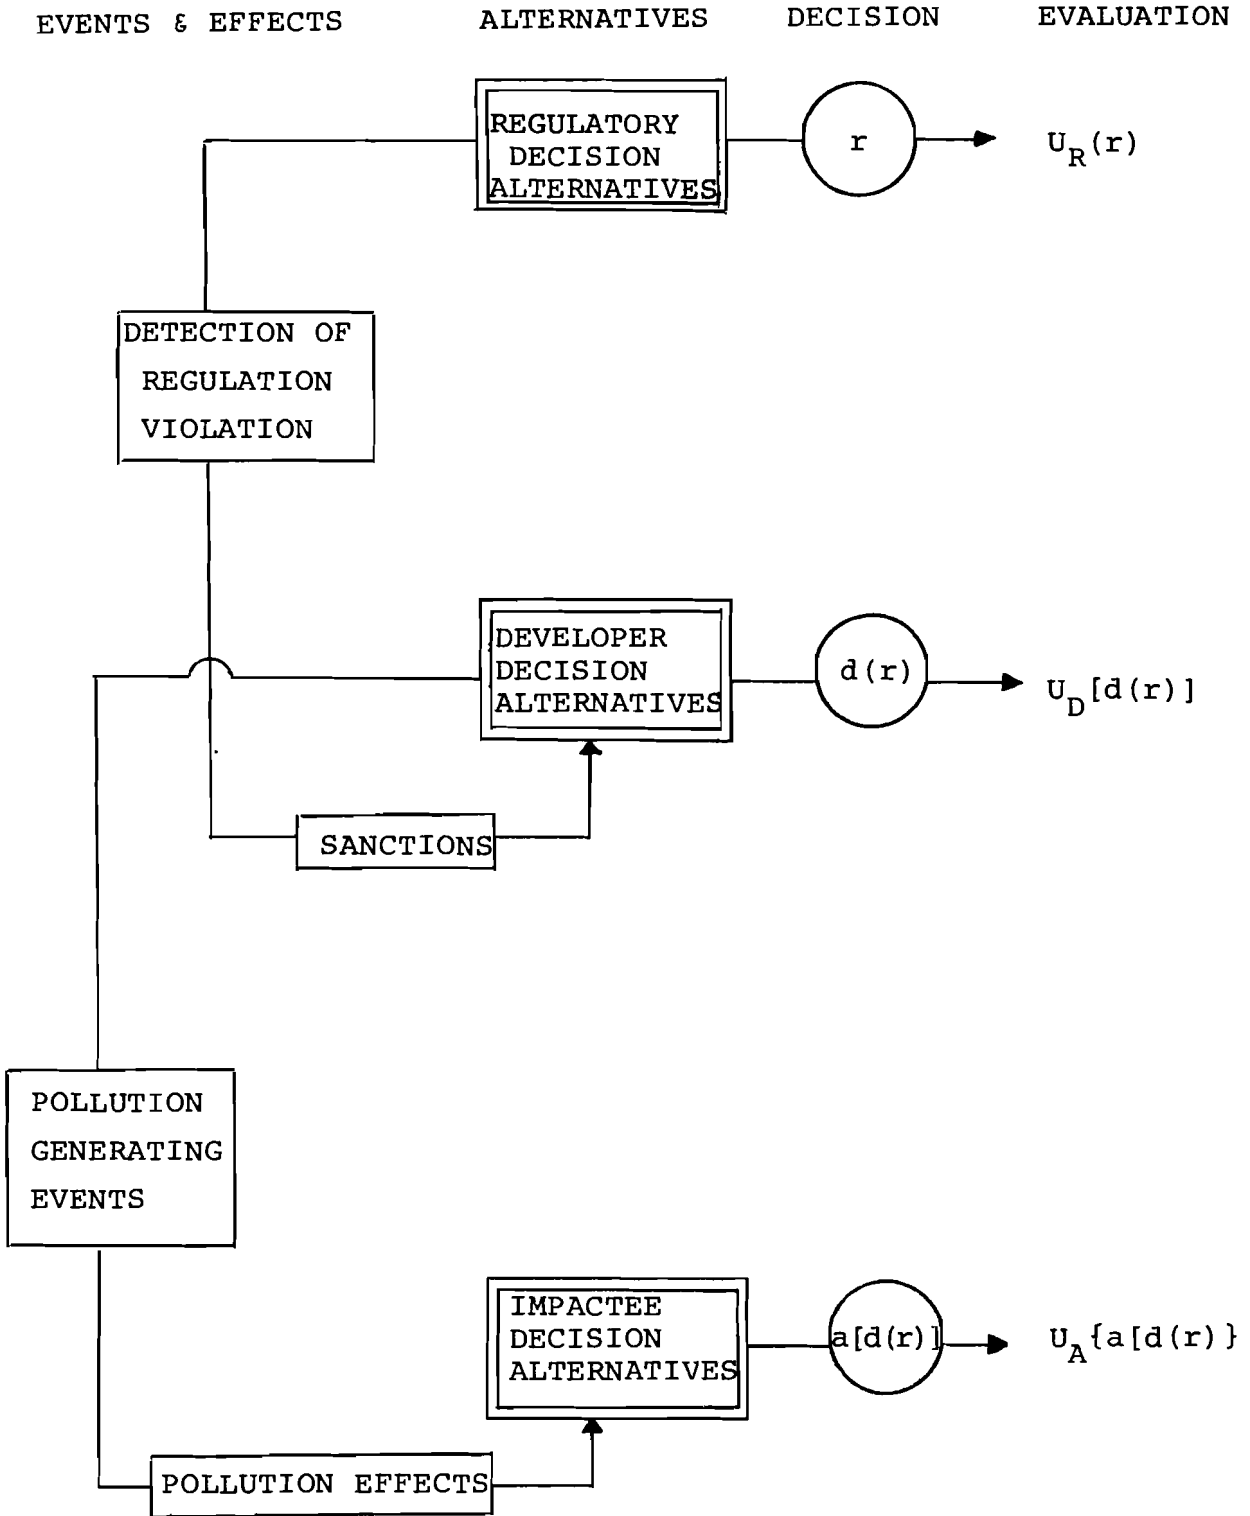 EVENTS & EFFECTS
ALTERNATIVES
DECISION
EVALUATION
REGULATORY
DECISION
ALTERNATIVES
r
U_R(r)
DETECTION OF
REGULATION
VIOLATION
DEVELOPER
DECISION
ALTERNATIVES
d(r)
U_D[d(r)]
SANCTIONS
POLLUTION
GENERATING
EVENTS
IMPACTEE
DECISION
ALTERNATIVES
a[d(r)]
U_A{a[d(r)}
POLLUTION EFFECTS